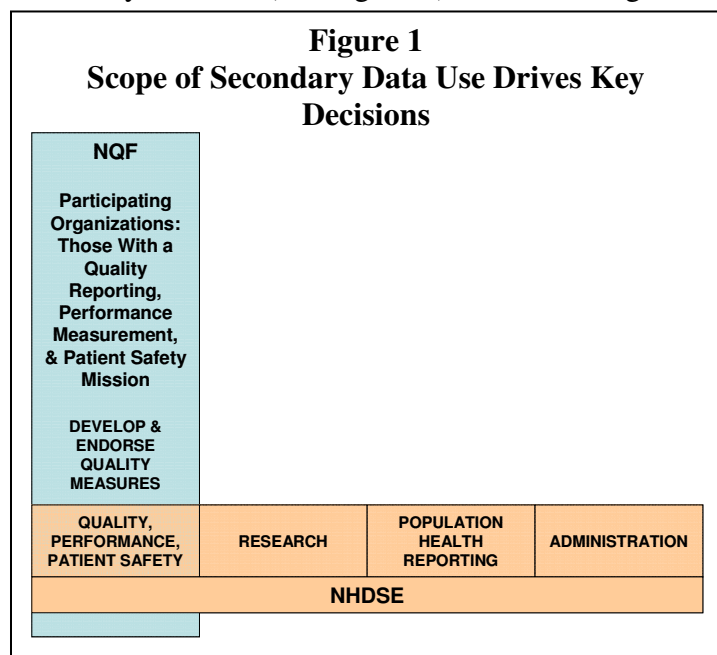 Figure 1
Scope of Secondary Data Use Drives Key
Decisions
NQF
Participating
Organizations:
Those With a
Quality
Reporting,
Performance
Measurement,
& Patient Safety
Mission
DEVELOP &
ENDORSE
QUALITY
MEASURES
QUALITY,
PERFORMANCE,
PATIENT SAFETY
RESEARCH
POPULATION
HEALTH
REPORTING
ADMINISTRATION
NHDSE